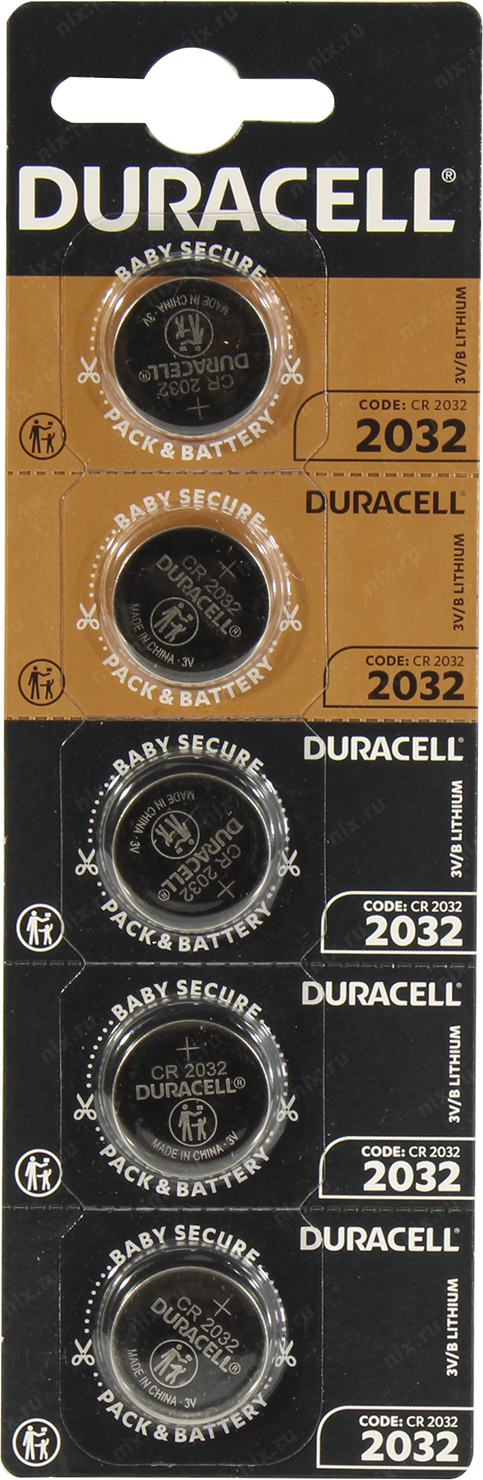 DURACELL®
BABY SECURE
MADE IN CHINA · 3V
DURACELL®
CR 2032
+
PACK & BATTERY
3V/B LITHIUM
CODE: CR 2032
2032
DURACELL®
BABY SECURE
+
CR 2032
DURACELL®
MADE IN CHINA · 3V
PACK & BATTERY
3V/B LITHIUM
CODE: CR 2032
2032
DURACELL®
BABY SECURE
MADE IN CHINA · 3V
DURACELL®
CR 2032
+
PACK & BATTERY
3V/B LITHIUM
CODE: CR 2032
2032
DURACELL®
BABY SECURE
+
CR 2032
DURACELL®
MADE IN CHINA · 3V
PACK & BATTERY
3V/B LITHIUM
CODE: CR 2032
2032
DURACELL®
BABY SECURE
+
CR 2032
DURACELL®
MADE IN CHINA · 3V
PACK & BATTERY
3V/B LITHIUM
CODE: CR 2032
2032
nix.ru